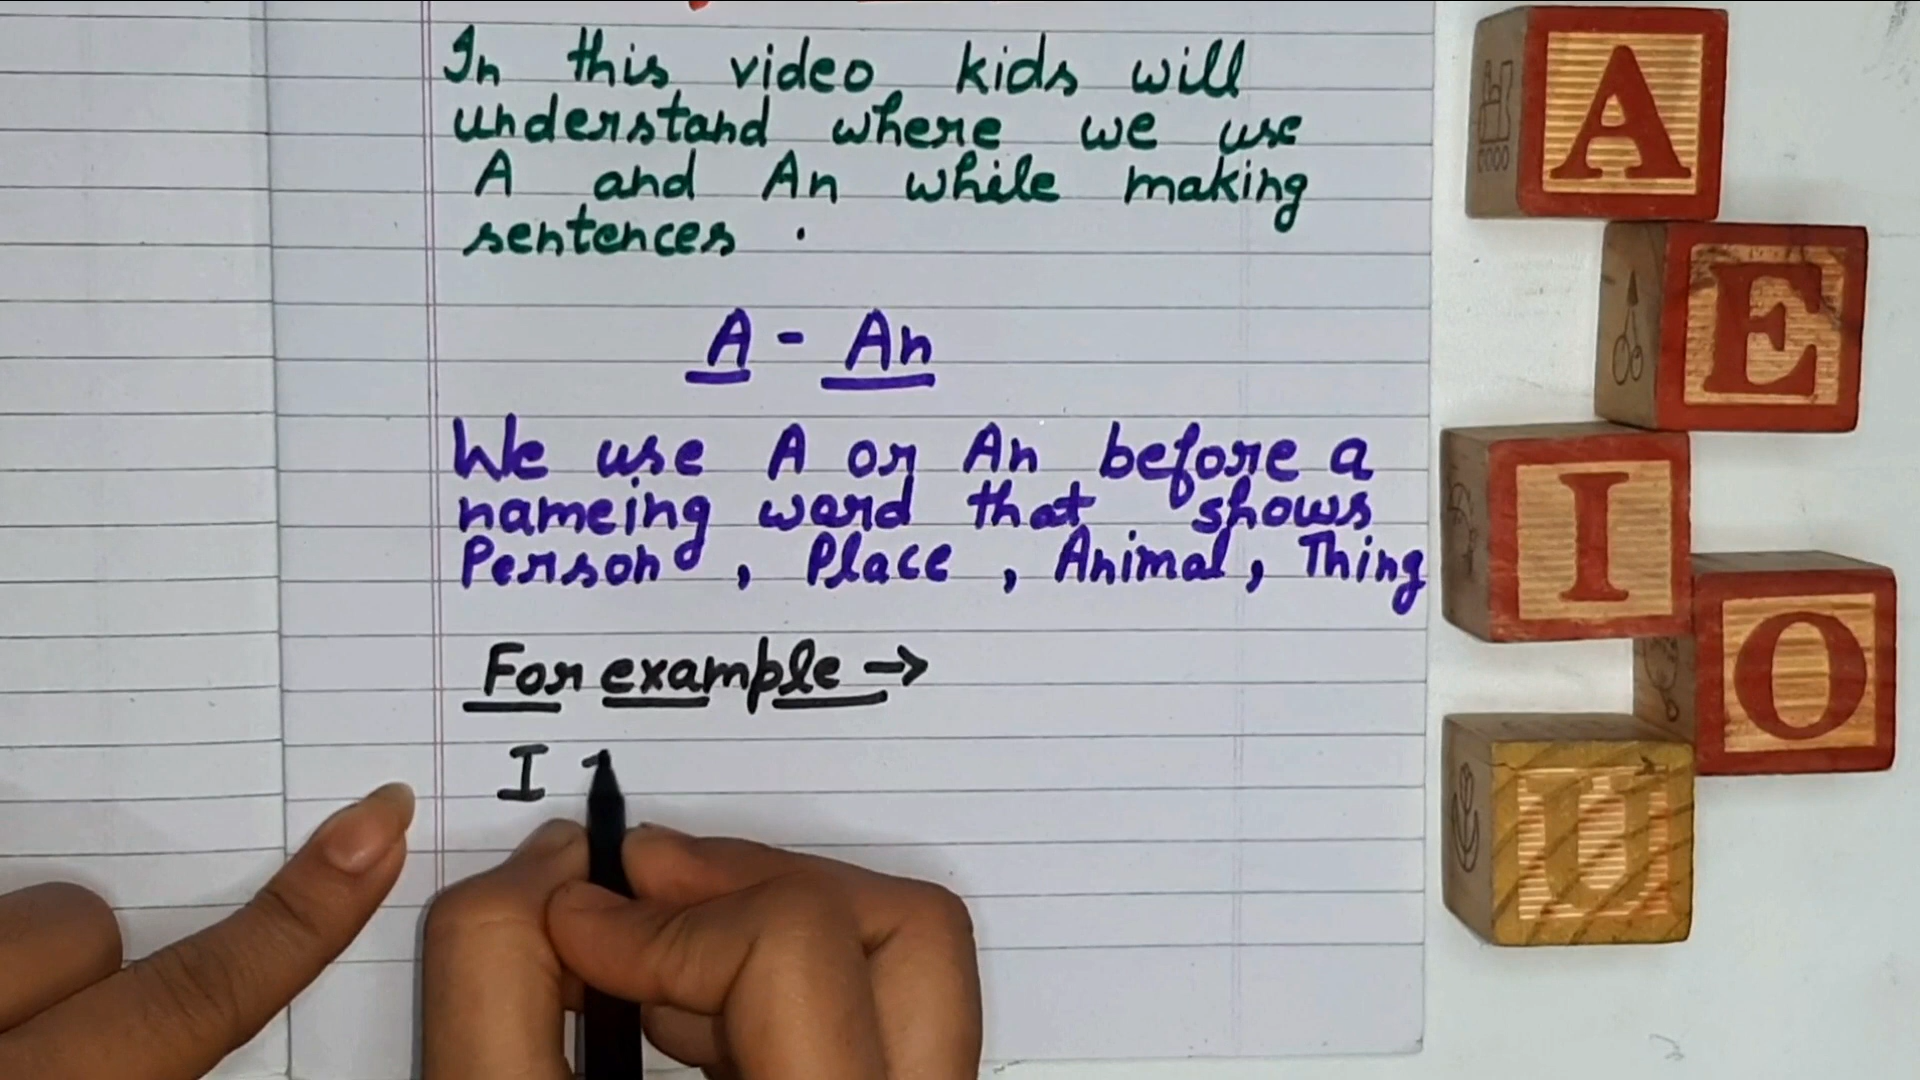 In this video kids will
understand where we use
A and An while making
sentences .
A - An
We use A or An before a
nameing word that shows
Person , Place , Animal, Thing
For example →
I
A
E
I
O
U